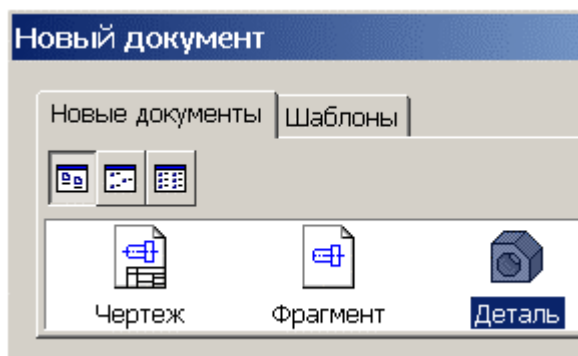 Новый документ
Новые документы Шаблоны
Чертеж Фрагмент Деталь